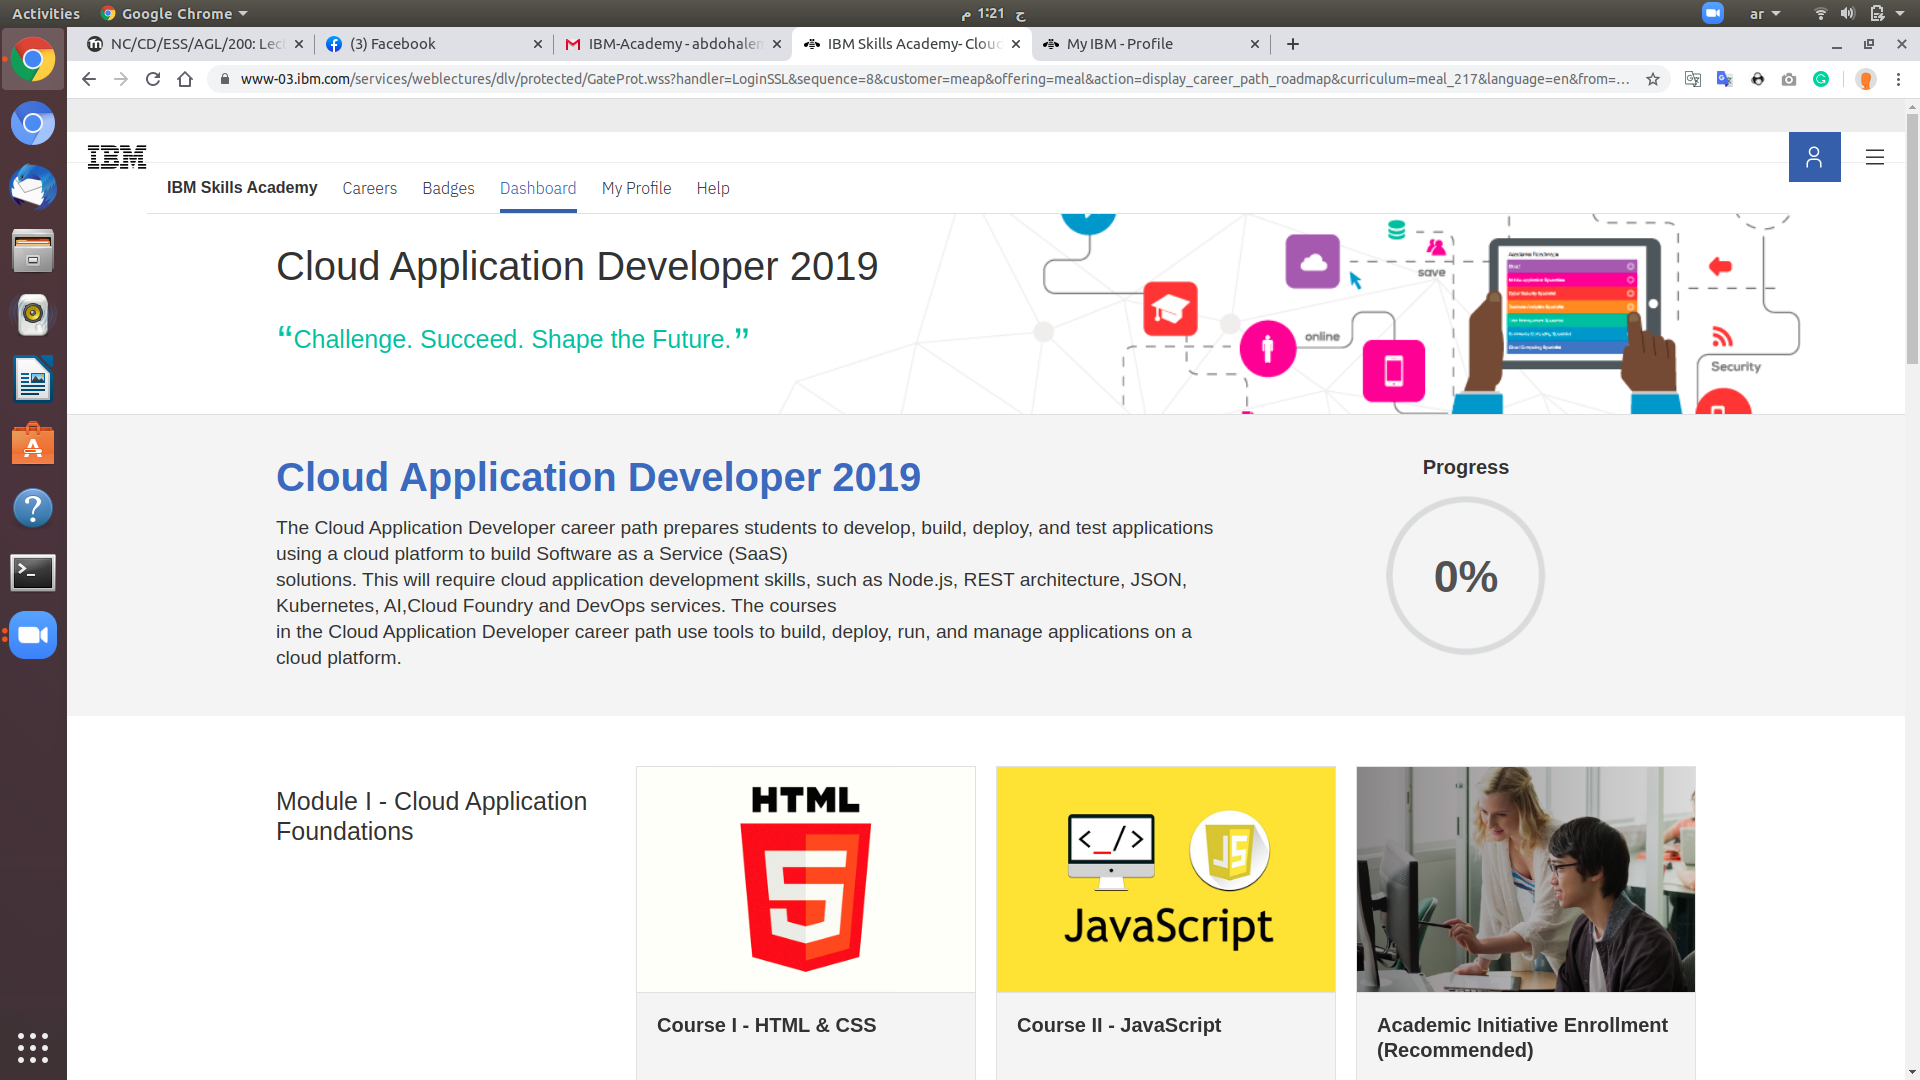 Activities
Google Chrome
ح 1:21 م
ar
NC/CD/ESS/AGL/200: Lect
(3) Facebook
IBM-Academy - abdohalem
IBM Skills Academy- Cloud
My IBM - Profile
www-03.ibm.com/services/weblectures/dlv/protected/GateProt.wss?handler=LoginSSL&sequence=8&customer=meap&offering=meal&action=display_career_path_roadmap&curriculum=meal_217&language=en&from=...
IBM
IBM Skills Academy
Careers
Badges
Dashboard
My Profile
Help
Cloud Application Developer 2019
“Challenge. Succeed. Shape the Future.”
save
online
Security
Cloud Application Developer 2019
The Cloud Application Developer career path prepares students to develop, build, deploy, and test applications
using a cloud platform to build Software as a Service (SaaS)
solutions. This will require cloud application development skills, such as Node.js, REST architecture, JSON,
Kubernetes, AI,Cloud Foundry and DevOps services. The courses
in the Cloud Application Developer career path use tools to build, deploy, run, and manage applications on a
cloud platform.
Progress
0%
Module I - Cloud Application
Foundations
HTML
5
</>
JS
JavaScript
Course I - HTML & CSS
Course II - JavaScript
Academic Initiative Enrollment
(Recommended)